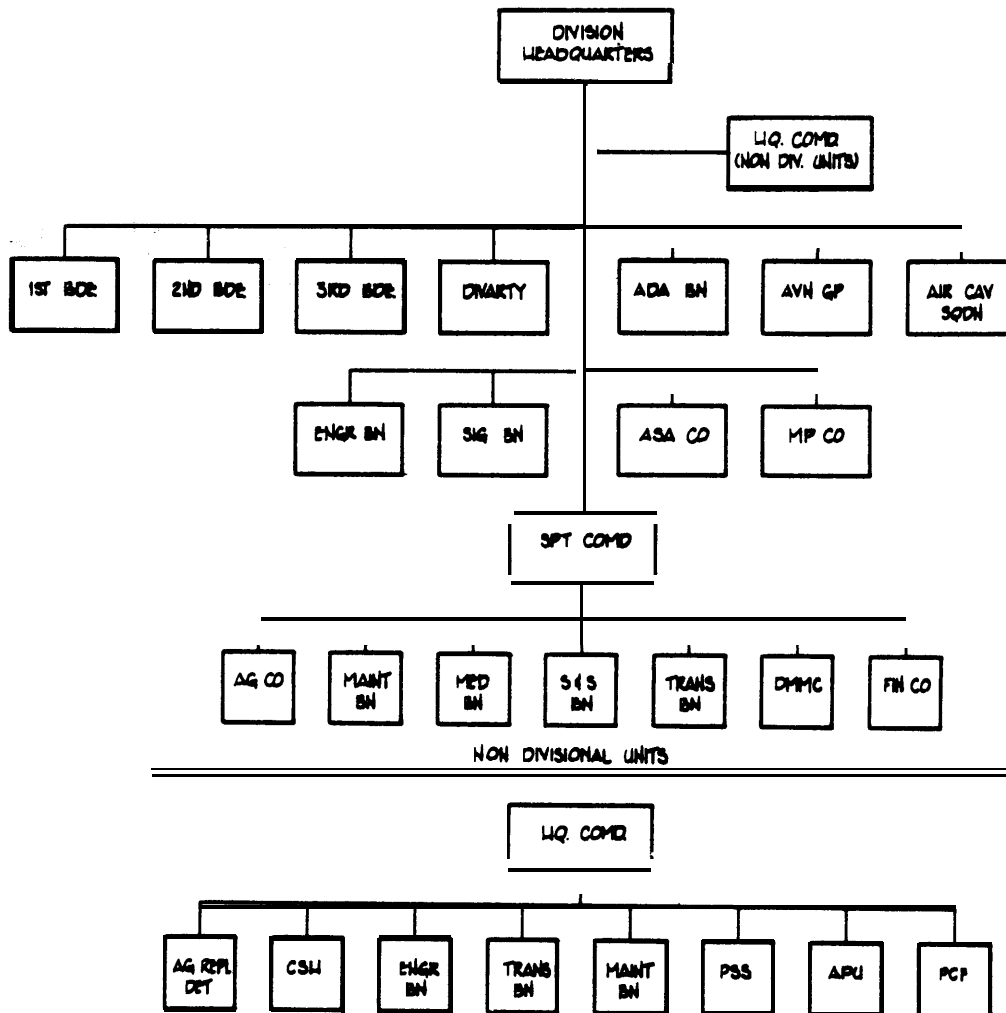 DIVISION
HEADQUARTERS
HQ. COMD.
(NON DIV. UNITS)
1ST BDE
2ND BDE
3RD BDE
DIVARTY
ADA BN
AVN GP
AIR CAV
SQDN
ENGR BN
SIG BN
ASA CO
MP CO
SPT COMD
AG CO
MAINT
BN
MED
BN
S & S
BN
TRANS
BN
DMMC
FIN CO
NON DIVISIONAL UNITS
HQ. COMD.
AG REPL
DET
CSH
ENGR
BN
TRANS
BN
MAINT
BN
PSS
APU
PCF